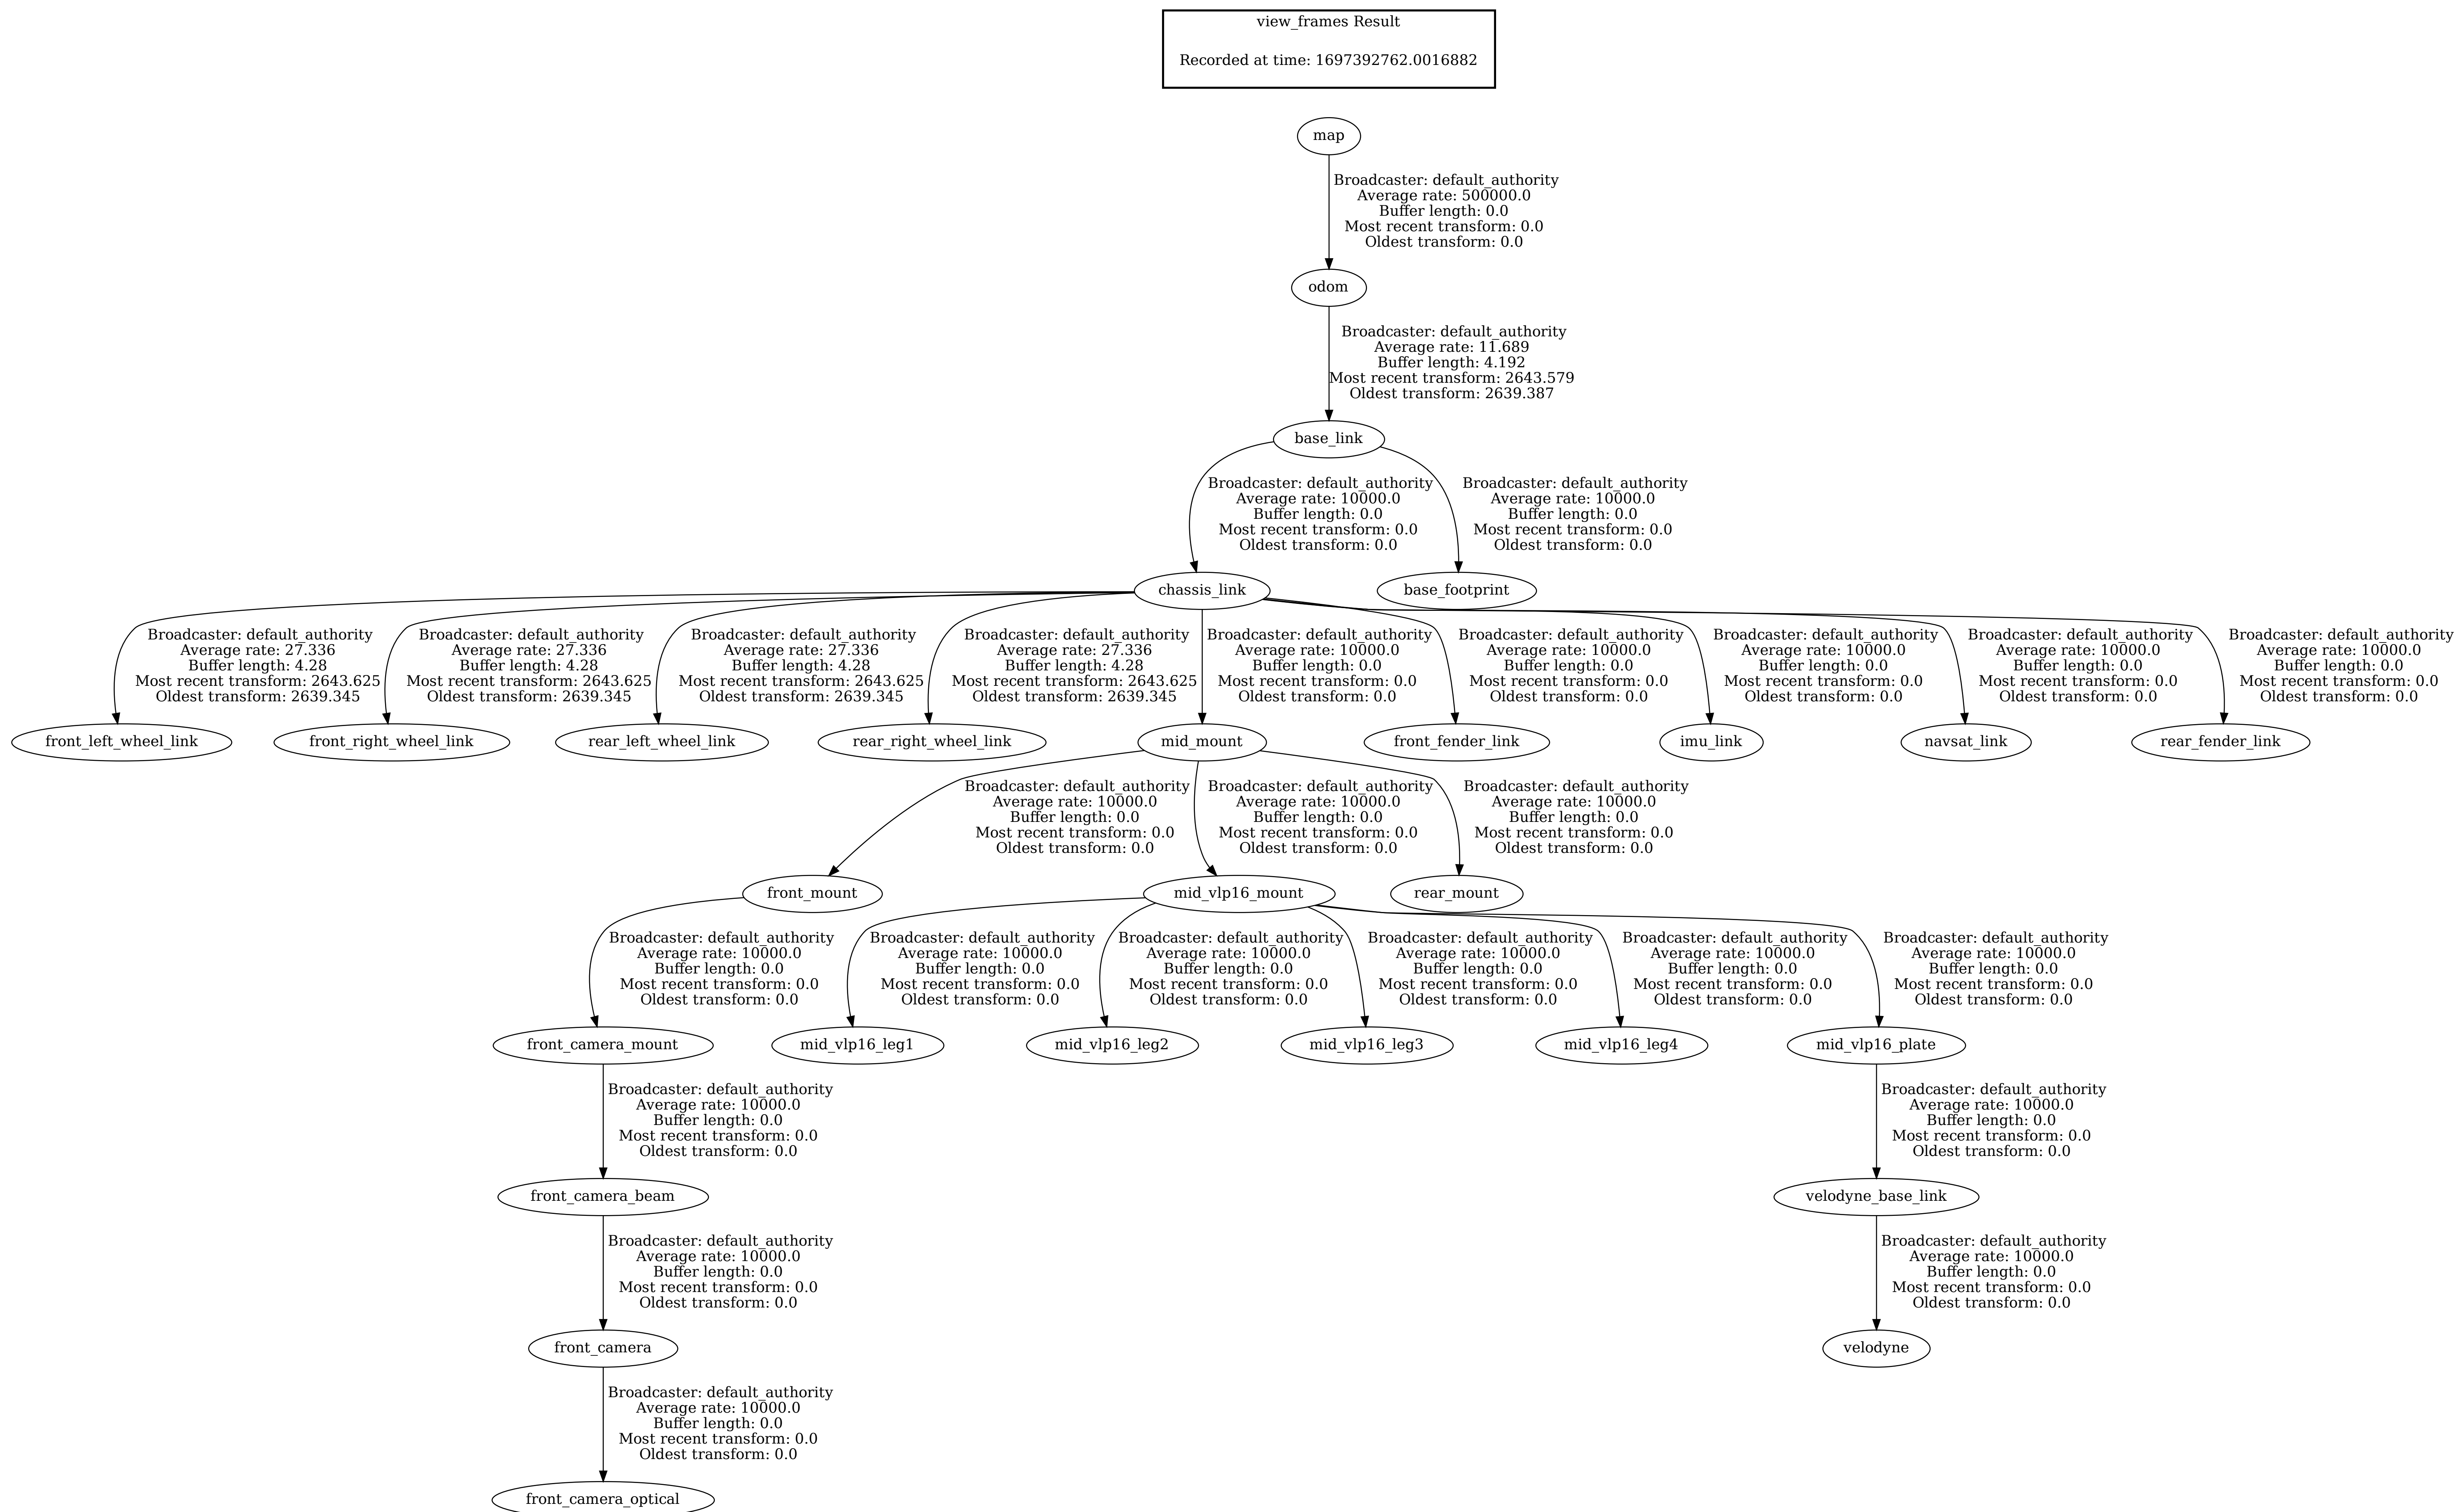 view_frames Result
Recorded at time: 1697392762.0016882
map
Broadcaster: default_authority
Average rate: 500000.0
Buffer length: 0.0
Most recent transform: 0.0
Oldest transform: 0.0
odom
Broadcaster: default_authority
Average rate: 11.689
Buffer length: 4.192
Most recent transform: 2643.579
Oldest transform: 2639.387
base_link
Broadcaster: default_authority
Average rate: 10000.0
Buffer length: 0.0
Most recent transform: 0.0
Oldest transform: 0.0
Broadcaster: default_authority
Average rate: 10000.0
Buffer length: 0.0
Most recent transform: 0.0
Oldest transform: 0.0
chassis_link
base_footprint
Broadcaster: default_authority
Average rate: 27.336
Buffer length: 4.28
Most recent transform: 2643.625
Oldest transform: 2639.345
Broadcaster: default_authority
Average rate: 27.336
Buffer length: 4.28
Most recent transform: 2643.625
Oldest transform: 2639.345
Broadcaster: default_authority
Average rate: 27.336
Buffer length: 4.28
Most recent transform: 2643.625
Oldest transform: 2639.345
Broadcaster: default_authority
Average rate: 27.336
Buffer length: 4.28
Most recent transform: 2643.625
Oldest transform: 2639.345
Broadcaster: default_authority
Average rate: 10000.0
Buffer length: 0.0
Most recent transform: 0.0
Oldest transform: 0.0
Broadcaster: default_authority
Average rate: 10000.0
Buffer length: 0.0
Most recent transform: 0.0
Oldest transform: 0.0
Broadcaster: default_authority
Average rate: 10000.0
Buffer length: 0.0
Most recent transform: 0.0
Oldest transform: 0.0
Broadcaster: default_authority
Average rate: 10000.0
Buffer length: 0.0
Most recent transform: 0.0
Oldest transform: 0.0
Broadcaster: default_authority
Average rate: 10000.0
Buffer length: 0.0
Most recent transform: 0.0
Oldest transform: 0.0
front_left_wheel_link
front_right_wheel_link
rear_left_wheel_link
rear_right_wheel_link
mid_mount
front_fender_link
imu_link
navsat_link
rear_fender_link
Broadcaster: default_authority
Average rate: 10000.0
Buffer length: 0.0
Most recent transform: 0.0
Oldest transform: 0.0
Broadcaster: default_authority
Average rate: 10000.0
Buffer length: 0.0
Most recent transform: 0.0
Oldest transform: 0.0
Broadcaster: default_authority
Average rate: 10000.0
Buffer length: 0.0
Most recent transform: 0.0
Oldest transform: 0.0
front_mount
mid_vlp16_mount
rear_mount
Broadcaster: default_authority
Average rate: 10000.0
Buffer length: 0.0
Most recent transform: 0.0
Oldest transform: 0.0
Broadcaster: default_authority
Average rate: 10000.0
Buffer length: 0.0
Most recent transform: 0.0
Oldest transform: 0.0
Broadcaster: default_authority
Average rate: 10000.0
Buffer length: 0.0
Most recent transform: 0.0
Oldest transform: 0.0
Broadcaster: default_authority
Average rate: 10000.0
Buffer length: 0.0
Most recent transform: 0.0
Oldest transform: 0.0
Broadcaster: default_authority
Average rate: 10000.0
Buffer length: 0.0
Most recent transform: 0.0
Oldest transform: 0.0
Broadcaster: default_authority
Average rate: 10000.0
Buffer length: 0.0
Most recent transform: 0.0
Oldest transform: 0.0
front_camera_mount
mid_vlp16_leg1
mid_vlp16_leg2
mid_vlp16_leg3
mid_vlp16_leg4
mid_vlp16_plate
Broadcaster: default_authority
Average rate: 10000.0
Buffer length: 0.0
Most recent transform: 0.0
Oldest transform: 0.0
Broadcaster: default_authority
Average rate: 10000.0
Buffer length: 0.0
Most recent transform: 0.0
Oldest transform: 0.0
front_camera_beam
velodyne_base_link
Broadcaster: default_authority
Average rate: 10000.0
Buffer length: 0.0
Most recent transform: 0.0
Oldest transform: 0.0
Broadcaster: default_authority
Average rate: 10000.0
Buffer length: 0.0
Most recent transform: 0.0
Oldest transform: 0.0
front_camera
velodyne
Broadcaster: default_authority
Average rate: 10000.0
Buffer length: 0.0
Most recent transform: 0.0
Oldest transform: 0.0
front_camera_optical